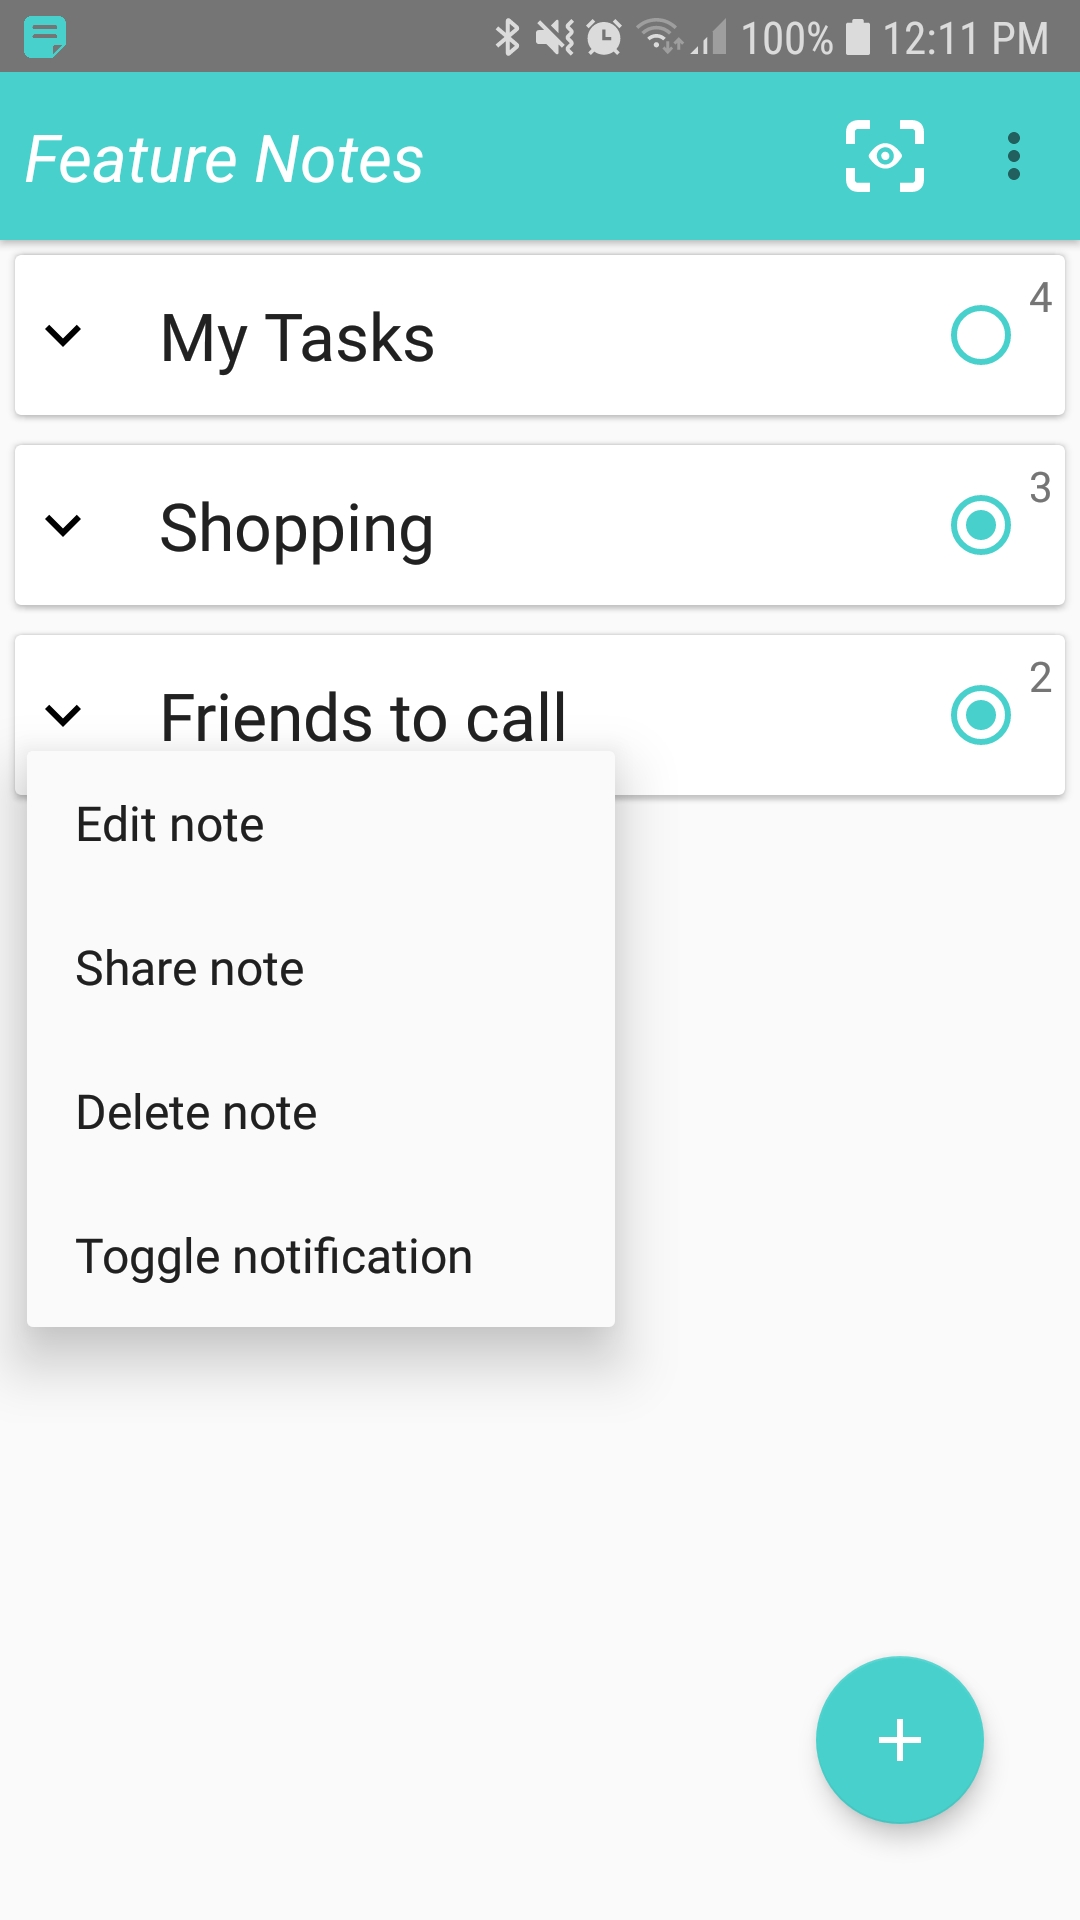 100% 12:11 PM
Feature Notes
My Tasks
4
Shopping
3
Friends to call
2
Edit note
Share note
Delete note
Toggle notification